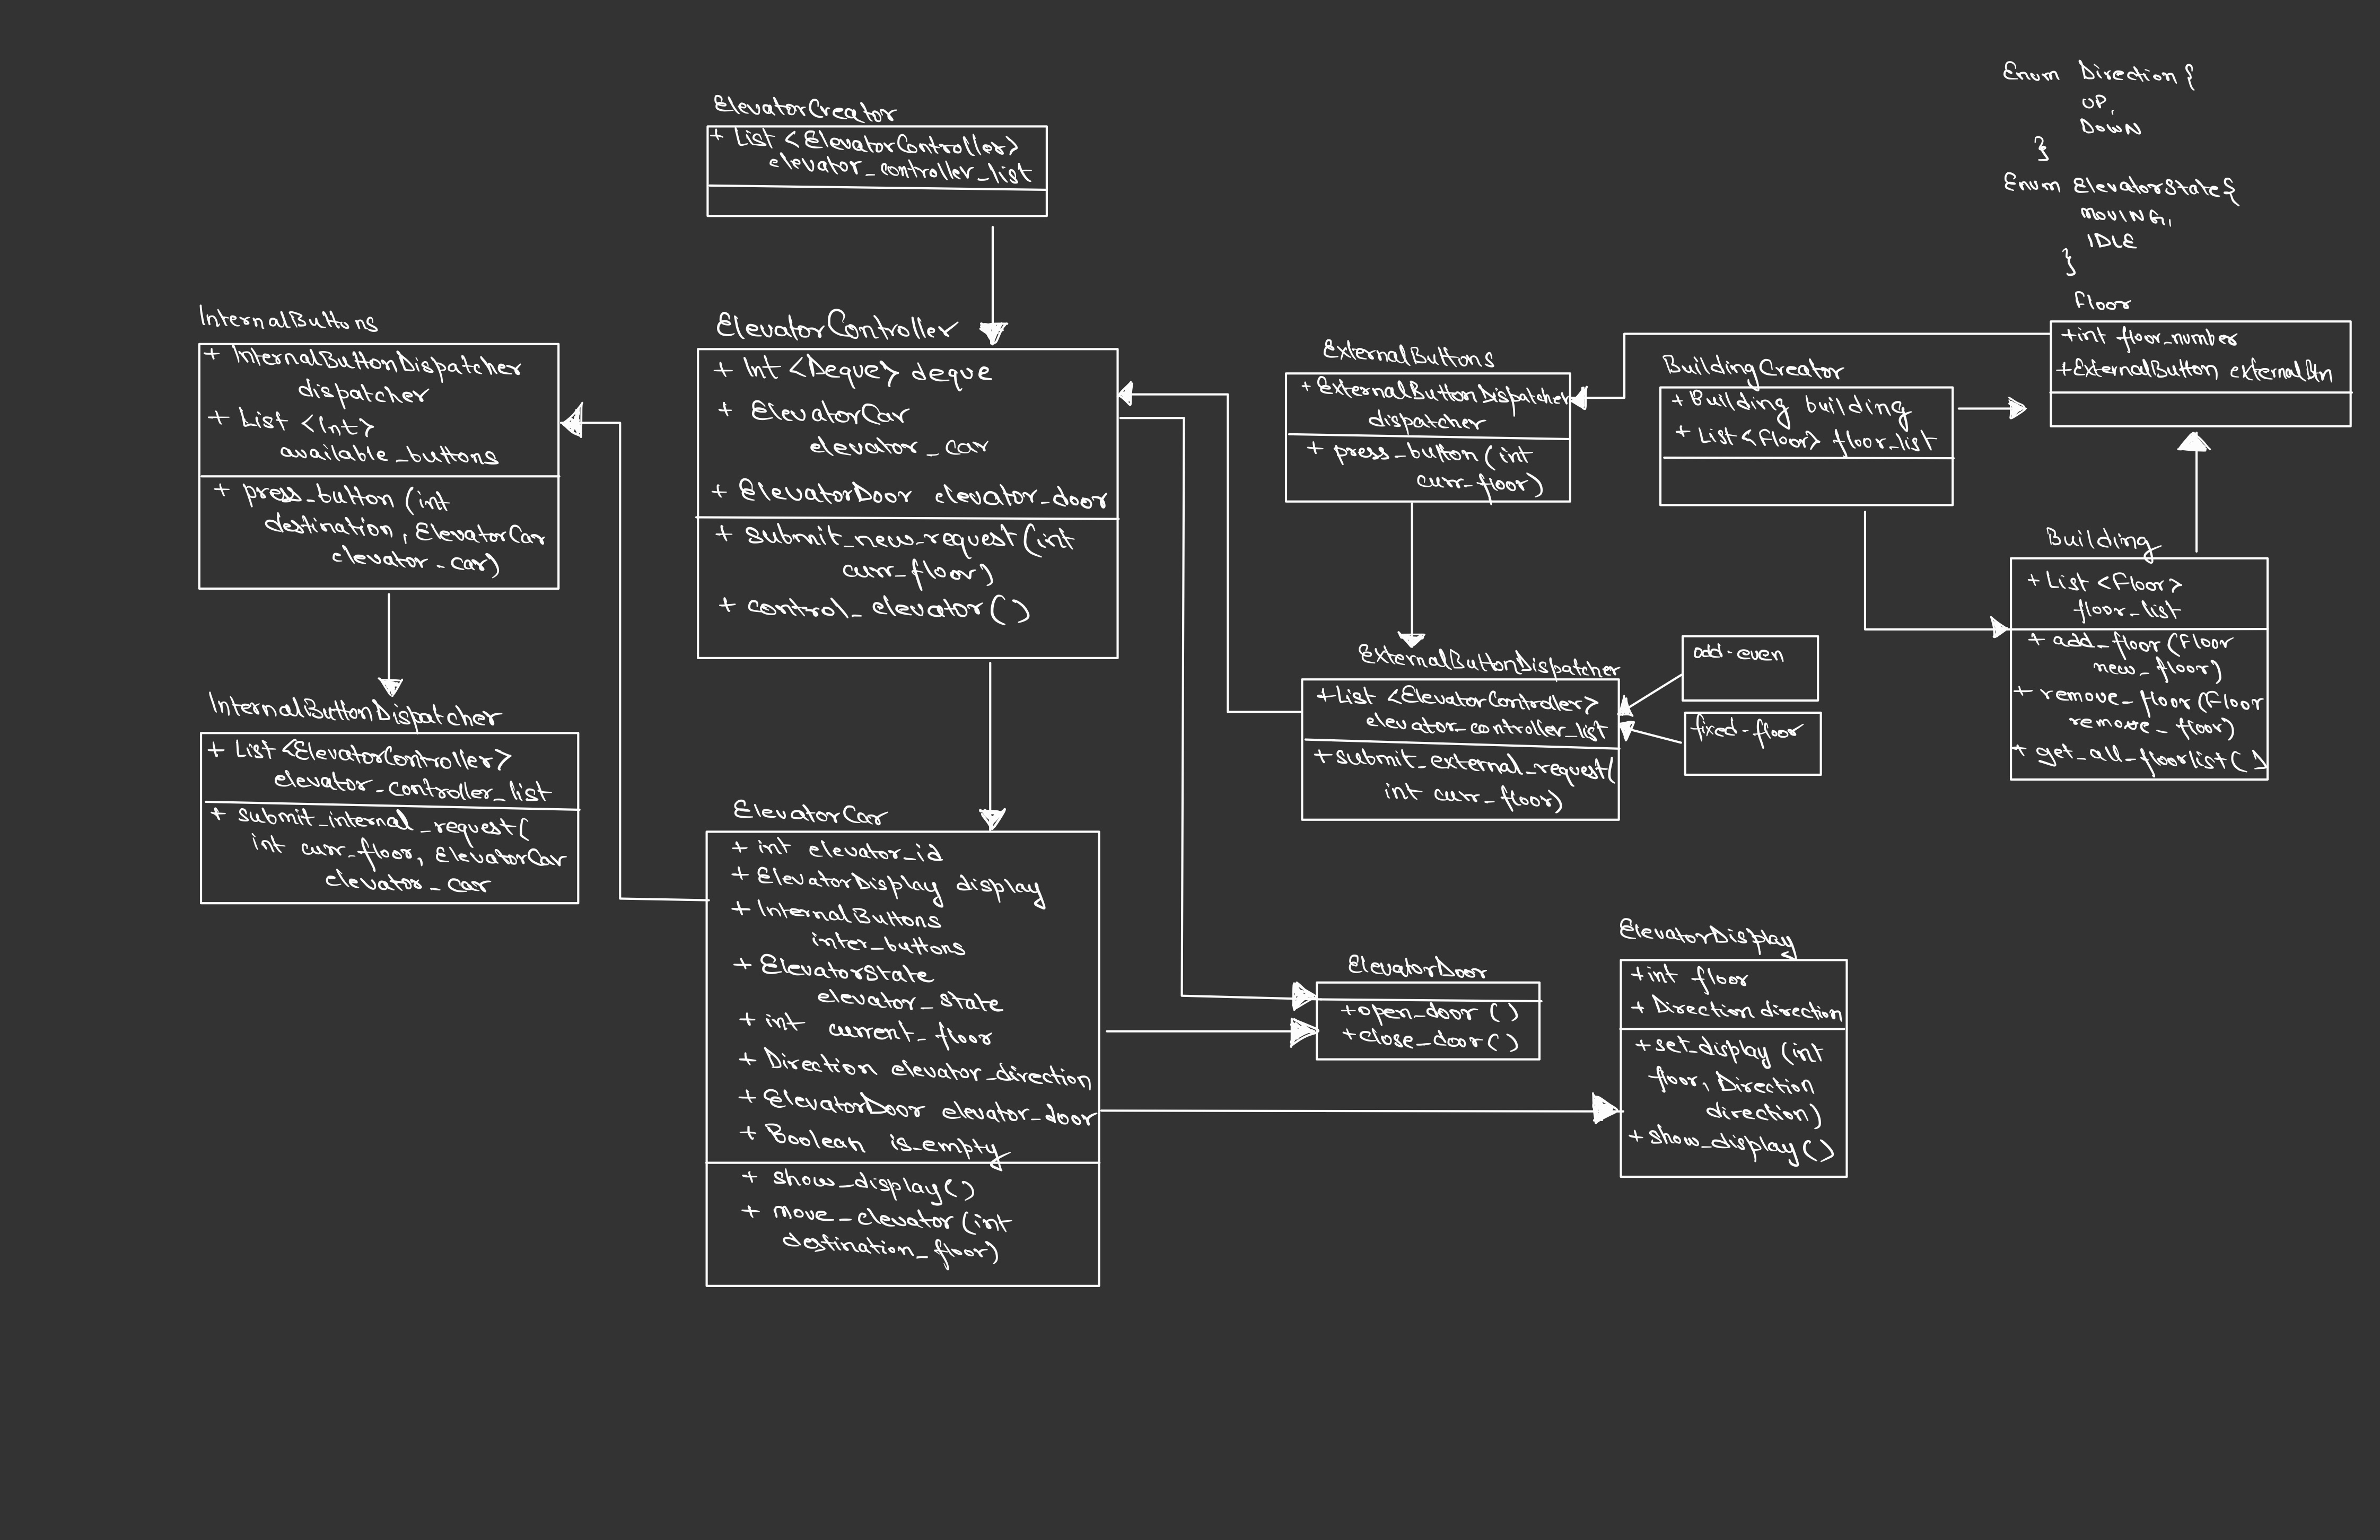 Enum Direction {
UP,
DOWN
}
Enum ElevatorState{
MOVING,
IDLE
}
ElevatorCreator
+ List <ElevatorController>
elevator_controller_list
InternalButtons
+ InternalButtonDispatcher
dispatcher
+ List <Int>
available_buttons
+ press_button (int
destination, ElevatorCar
elevator_car)
ElevatorController
+ Int <Deque> deque
+ ElevatorCar
elevator_car
+ ElevatorDoor elevator_door
+ submit_new_request (int
curr_floor)
+ control_elevator()
ExternalButtons
+ ExternalButtonDispatcher
dispatcher
+ press_button (int
curr_floor)
BuildingCreator
+ Building building
+ List<Floor> floor_list
Floor
+int floor_number
+ExternalButton externalBtn
Building
+ List <Floor>
floor_list
+ add_floor (Floor
new_floor)
+ remove_floor (Floor
remove_floor)
+ get_all_floorlist()
InternalButtonDispatcher
+ List <ElevatorController>
elevator_controller_list
+ submit_internal_request(
int curr_floor, ElevatorCar
elevator_car
ExternalButtonDispatcher
+List <ElevatorController>
elevator_controller_list
+submit_external_request(
int curr_floor)
odd-even
fixed-floor
ElevatorCar
+ int elevator_id
+ ElevatorDisplay display
+ InternalButtons
inter_buttons
+ ElevatorState
elevator_state
+ int current_floor
+ Direction elevator_direction
+ ElevatorDoor elevator_door
+ Boolean is_empty
+ show_display()
+ move_elevator (int
destination_floor)
ElevatorDoor
+open_door ()
+close_door()
ElevatorDisplay
+int floor
+ Direction direction
+set_display (int
floor, Direction
direction)
+show_display()